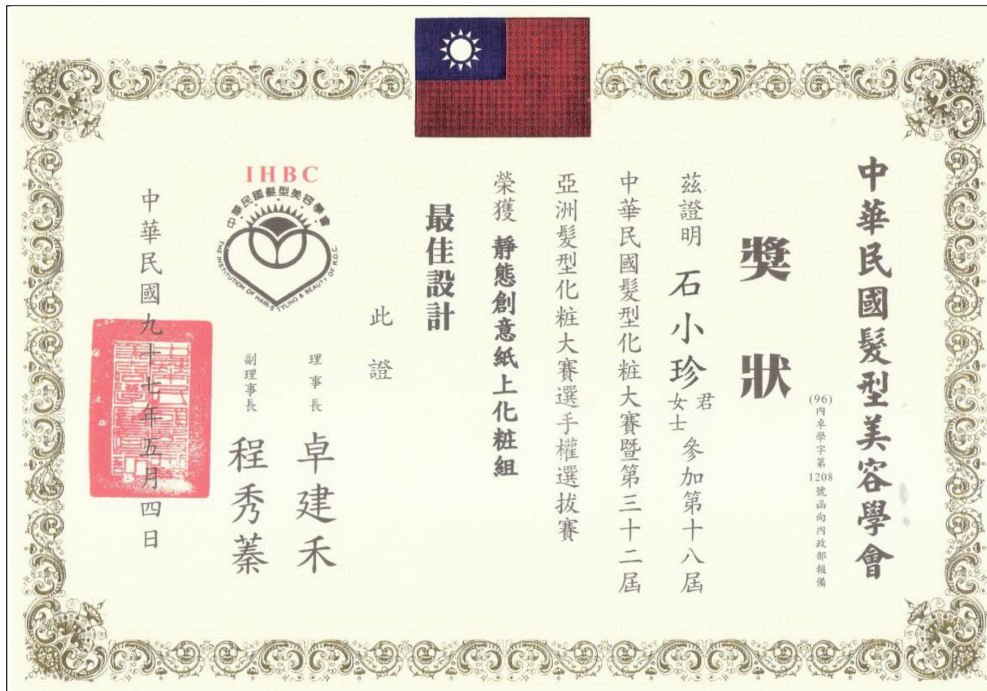 中華民國髮型美容學會
(96)內卓學字第1208號函向內政部報備
獎狀
茲證明 石小珍 君女士 參加第十八屆
中華民國髮型化粧大賽暨第三十二屆
亞洲髮型化粧大賽選手權選拔賽
榮獲 靜態創意紙上化粧組
最佳設計
此證
理事長 卓建禾
副理事長 程秀蓁
IHBC
中華民國髮型美容學會
THE INSTITUTION OF HAIR STYLING & BEAUTY OF R.O.C.
中華民國九十七年五月四日